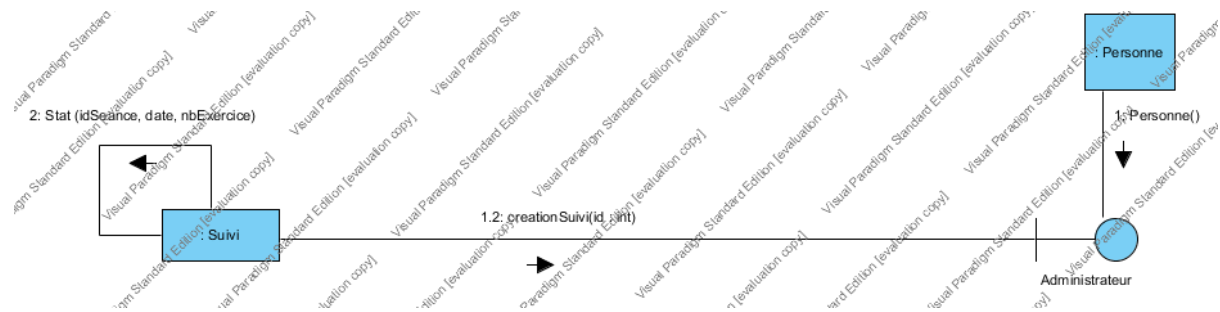 : Personne
2: Stat (idSeance, date, nbExercice)
1: Personne()
1.2: creationSuivi(id : int)
: Suivi
Administrateur
Visual Paradigm Standard Edition [evaluation copy]